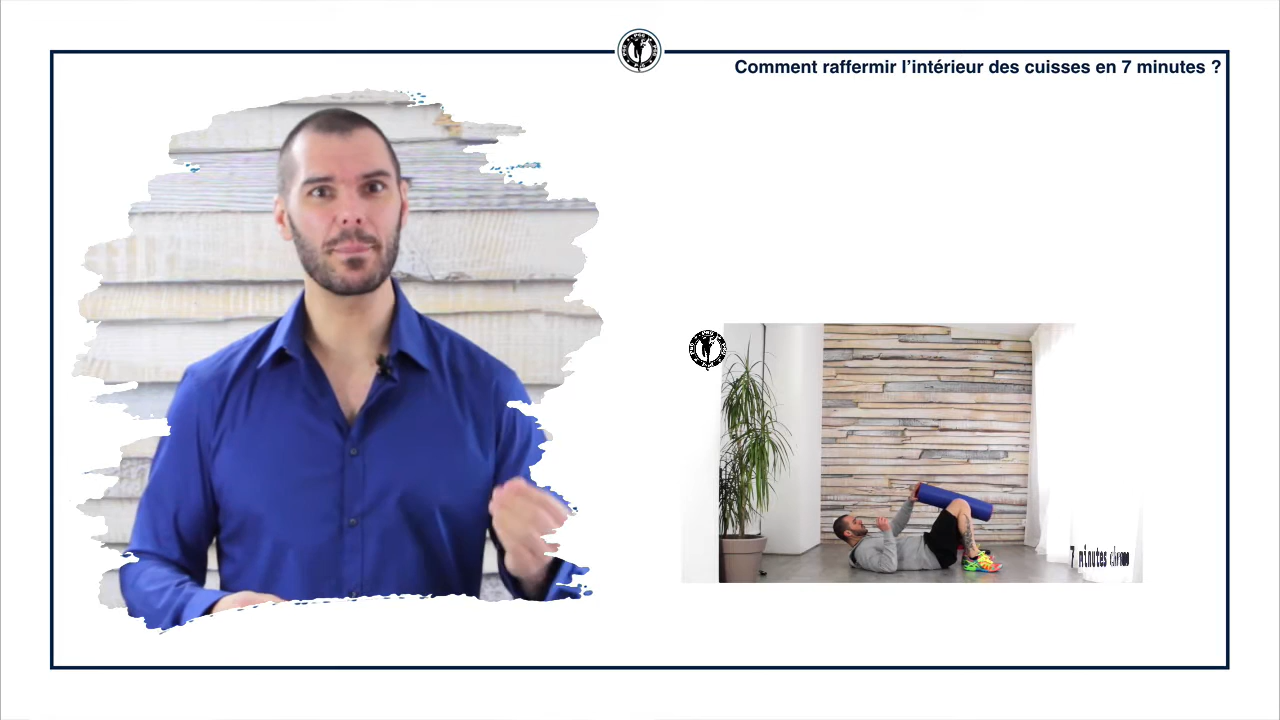 Comment raffermir l'intérieur des cuisses en 7 minutes ?
7 minutes chrono